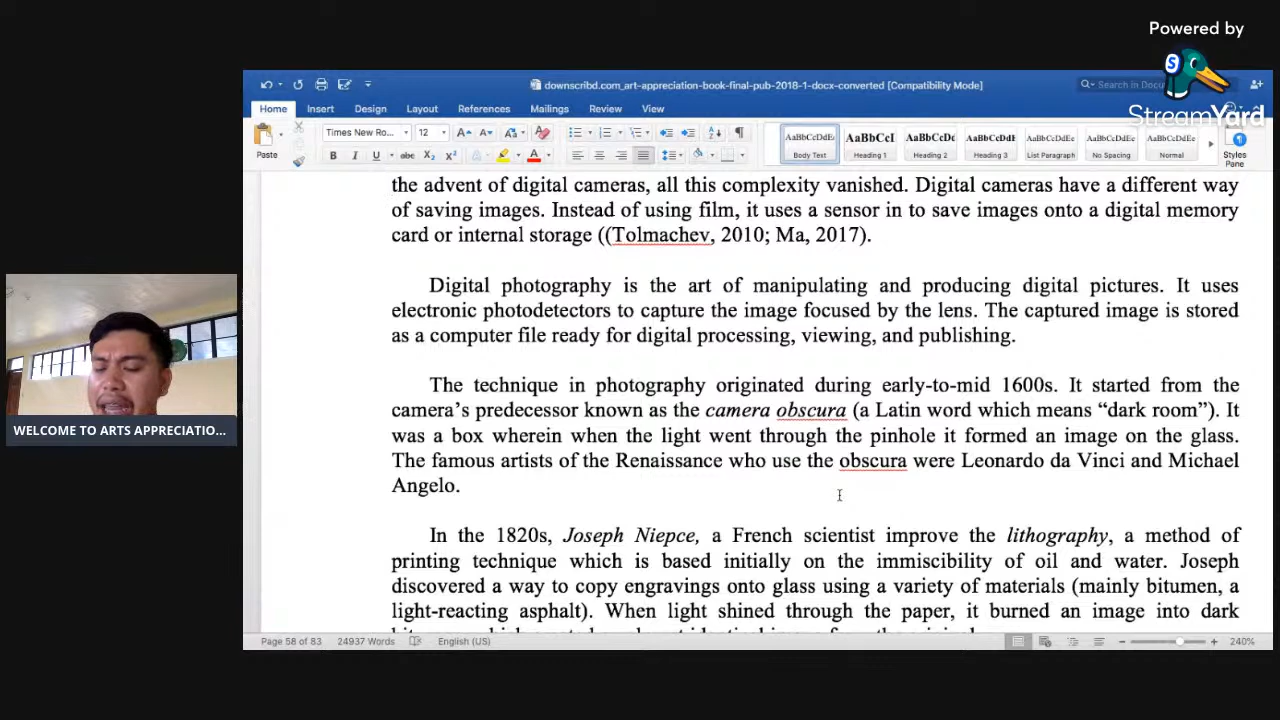 Powered by
StreamYard
downscribd.com_art-appreciation-book-final-pub-2018-1-docx-converted [Compatibility Mode]
Search in Docu
Home Insert Design Layout References Mailings Review View
Times New Ro... 12
Paste
B I U abc X₂ X²
AaBbCcDdEe AaBbCcI AaBbCcDc AaBbCcDdI AaBbCcDdEe AaBbCcDdEe AaBbCcDdEe
Body Text Heading 1 Heading 2 Heading 3 List Paragraph No Spacing Normal Styles Pane
the advent of digital cameras, all this complexity vanished. Digital cameras have a different way
of saving images. Instead of using film, it uses a sensor in to save images onto a digital memory
card or internal storage ((Tolmachev, 2010; Ma, 2017).
Digital photography is the art of manipulating and producing digital pictures. It uses
electronic photodetectors to capture the image focused by the lens. The captured image is stored
as a computer file ready for digital processing, viewing, and publishing.
The technique in photography originated during early-to-mid 1600s. It started from the
camera’s predecessor known as the camera obscura (a Latin word which means “dark room”). It
was a box wherein when the light went through the pinhole it formed an image on the glass.
The famous artists of the Renaissance who use the obscura were Leonardo da Vinci and Michael
Angelo.
In the 1820s, Joseph Niepce, a French scientist improve the lithography, a method of
printing technique which is based initially on the immiscibility of oil and water. Joseph
discovered a way to copy engravings onto glass using a variety of materials (mainly bitumen, a
light-reacting asphalt). When light shined through the paper, it burned an image into dark
WELCOME TO ARTS APPRECIATIO...
Page 58 of 83 24937 Words English (US) 240%